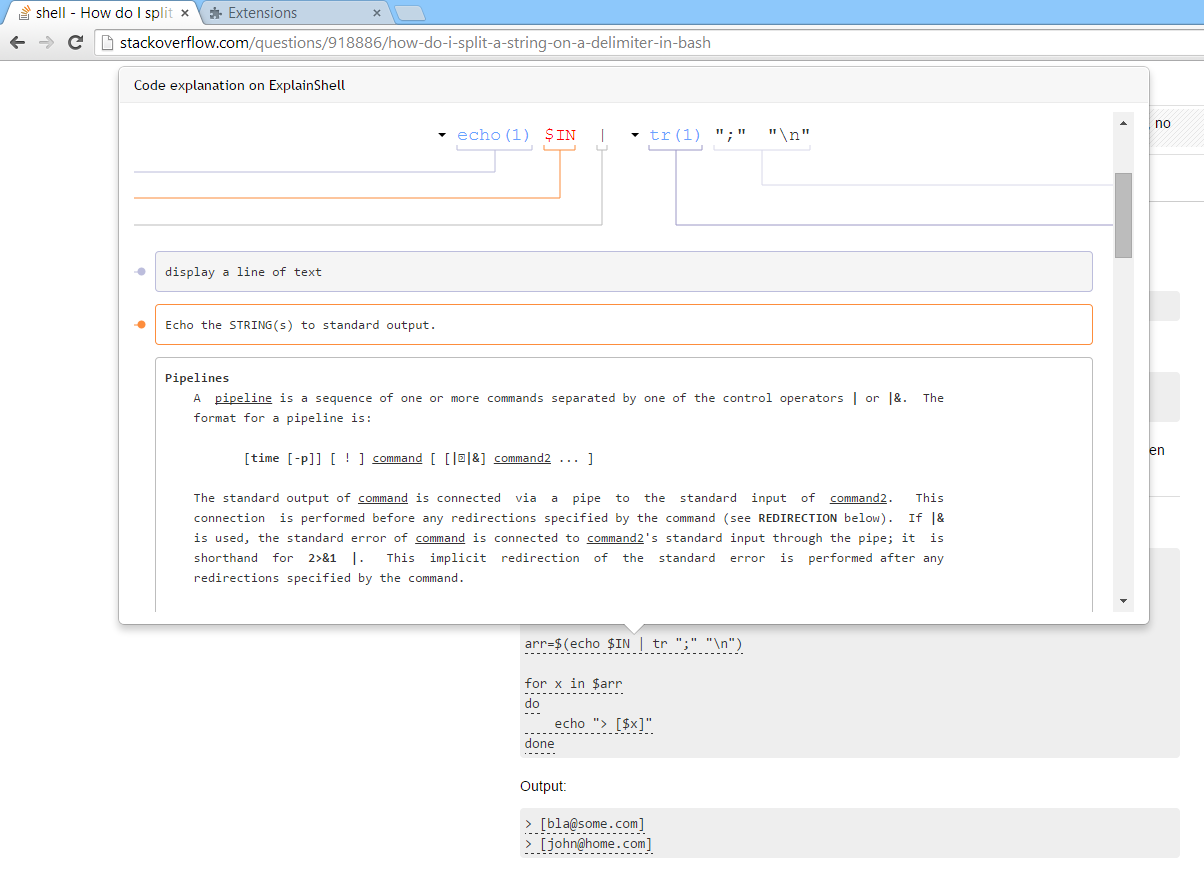 shell - How do I split
Extensions
stackoverflow.com/questions/918886/how-do-i-split-a-string-on-a-delimiter-in-bash
Code explanation on ExplainShell
no
echo(1) $IN | tr(1) ";" "\n"
display a line of text
Echo the STRING(s) to standard output.
Pipelines
A pipeline is a sequence of one or more commands separated by one of the control operators | or |&. The
format for a pipeline is:
en
[time [-p]] [ ! ] command [ [||&] command2 ... ]
The standard output of command is connected via a pipe to the standard input of command2. This
connection is performed before any redirections specified by the command (see REDIRECTION below). If |&
is used, the standard error of command is connected to command2's standard input through the pipe; it is
shorthand for 2>&1 |. This implicit redirection of the standard error is performed after any
redirections specified by the command.
arr=$(echo $IN | tr ";" "\n")
for x in $arr
do
echo "> [$x]"
done
Output:
> [bla@some.com]
> [john@home.com]